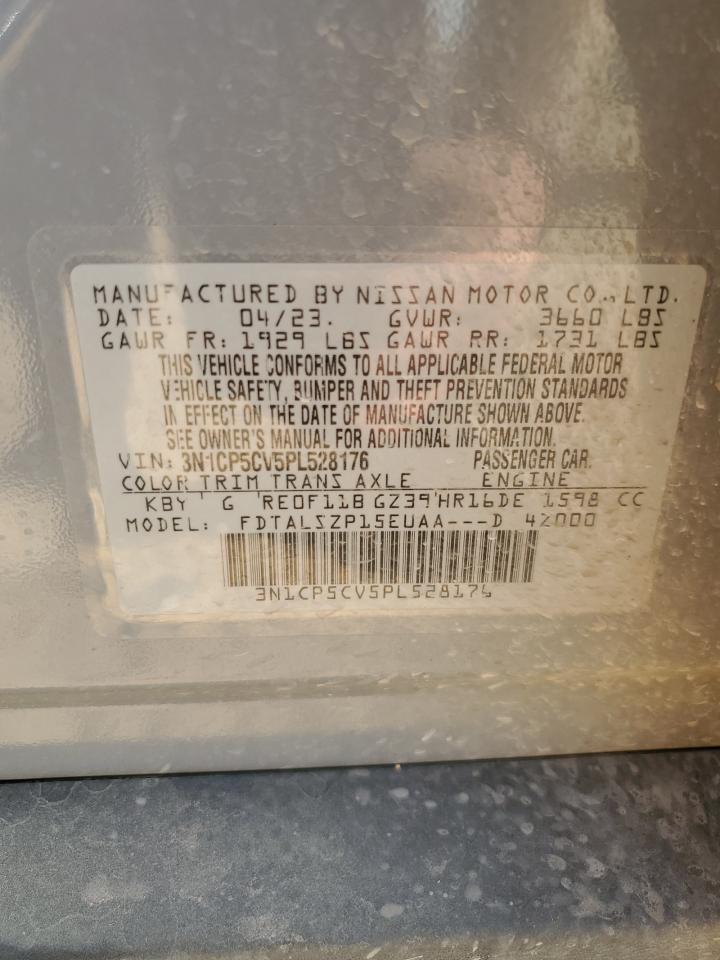 MANUFACTURED BY NISSAN MOTOR CO., LTD.
DATE: 04/23. GVWR: 3660 LBS
GAWR FR: 1929 LBS GAWR RR: 1731 LBS
THIS VEHICLE CONFORMS TO ALL APPLICABLE FEDERAL MOTOR
VEHICLE SAFETY, BUMPER AND THEFT PREVENTION STANDARDS
IN EFFECT ON THE DATE OF MANUFACTURE SHOWN ABOVE.
SEE OWNER'S MANUAL FOR ADDITIONAL INFORMATION.
VIN: 3N1CP5CV5PL528176 PASSENGER CAR.
COLOR TRIM TRANS AXLE ENGINE
KBY G RE0F11B GZ39 HR16DE 1598 CC
MODEL: FDTALSZP15EUAA---D 42000
3N1CP5CV5PL528176